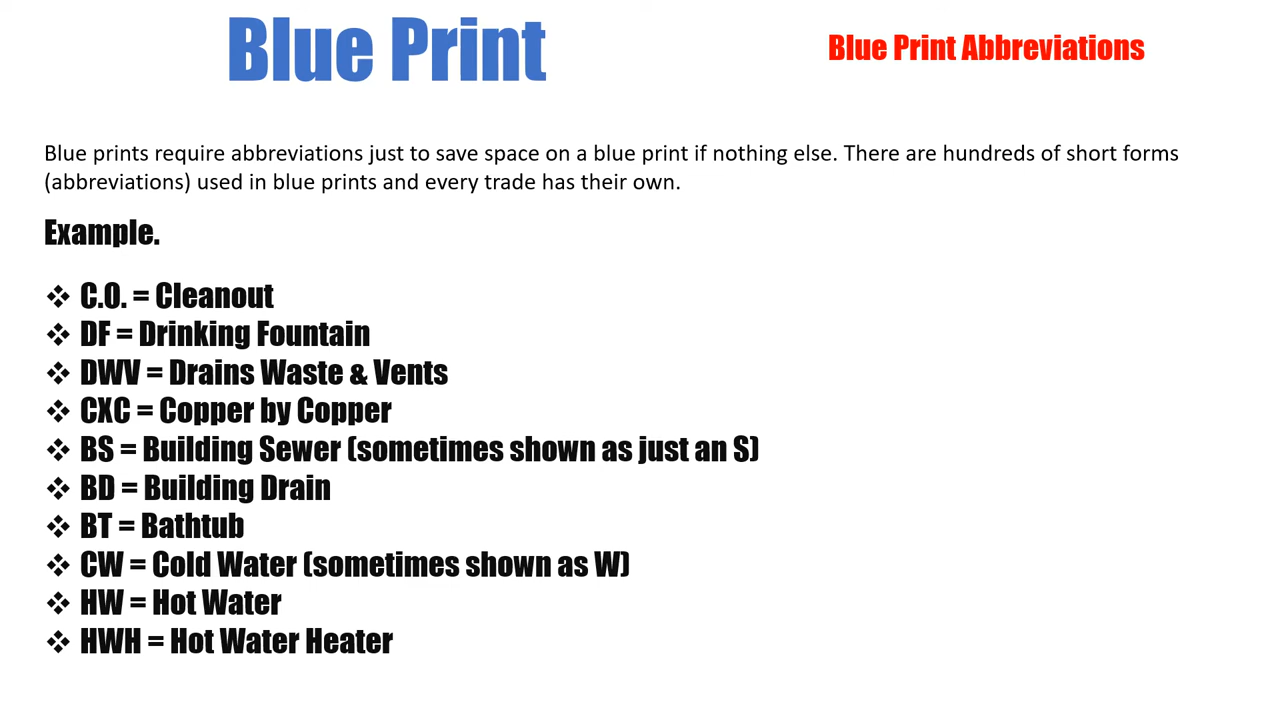 Blue Print
Blue Print Abbreviations
Blue prints require abbreviations just to save space on a blue print if nothing else. There are hundreds of short forms
(abbreviations) used in blue prints and every trade has their own.
Example.
❖ C.O. = Cleanout
❖ DF = Drinking Fountain
❖ DWV = Drains Waste & Vents
❖ CXC = Copper by Copper
❖ BS = Building Sewer (sometimes shown as just an S)
❖ BD = Building Drain
❖ BT = Bathtub
❖ CW = Cold Water (sometimes shown as W)
❖ HW = Hot Water
❖ HWH = Hot Water Heater